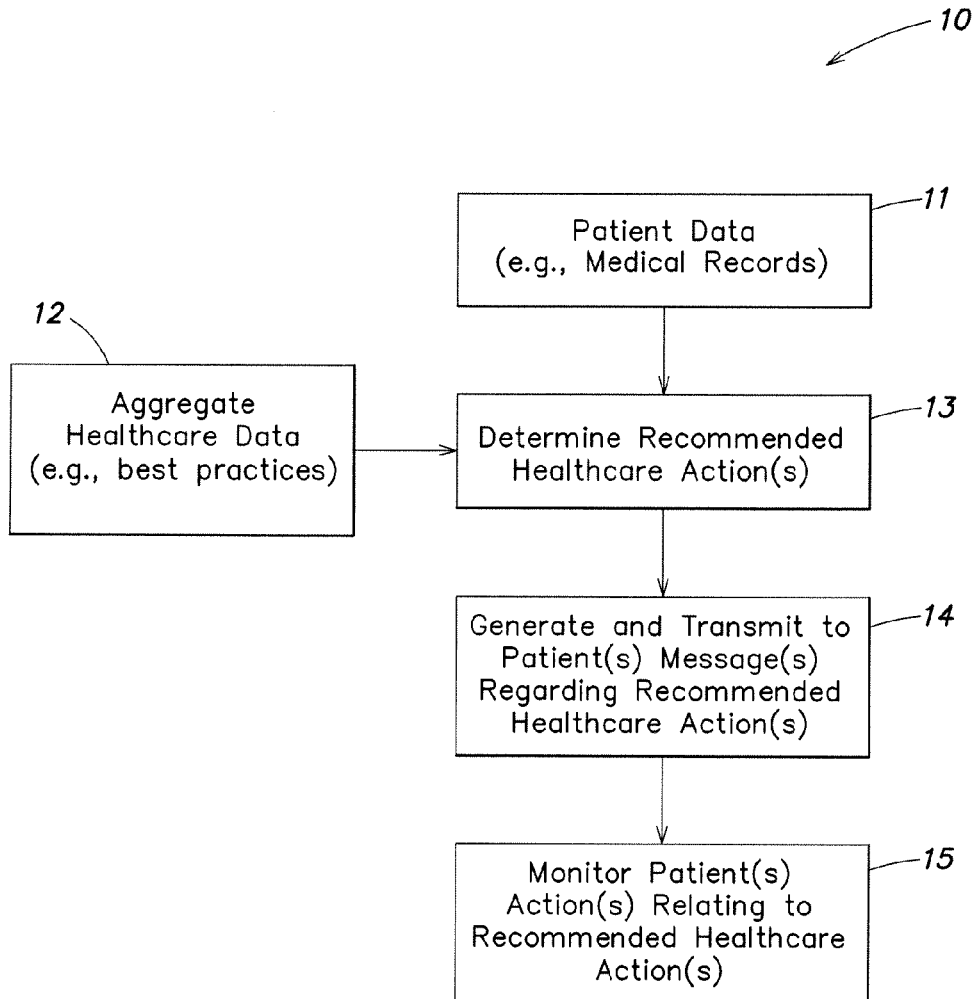 10
11
Patient Data
(e.g., Medical Records)
12
Aggregate
Healthcare Data
(e.g., best practices)
13
Determine Recommended
Healthcare Action(s)
14
Generate and Transmit to
Patient(s) Message(s)
Regarding Recommended
Healthcare Action(s)
15
Monitor Patient(s)
Action(s) Relating to
Recommended Healthcare
Action(s)